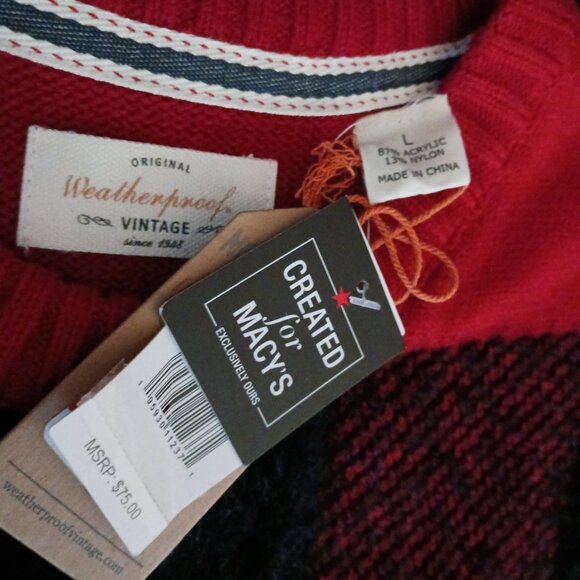 ORIGINAL
Weatherproof®
VINTAGE
since 1948
L
87% ACRYLIC
13% NYLON
MADE IN CHINA
CREATED
for
MACY'S
EXCLUSIVELY OURS
MSRP: $75.00
weatherproofvintage.com